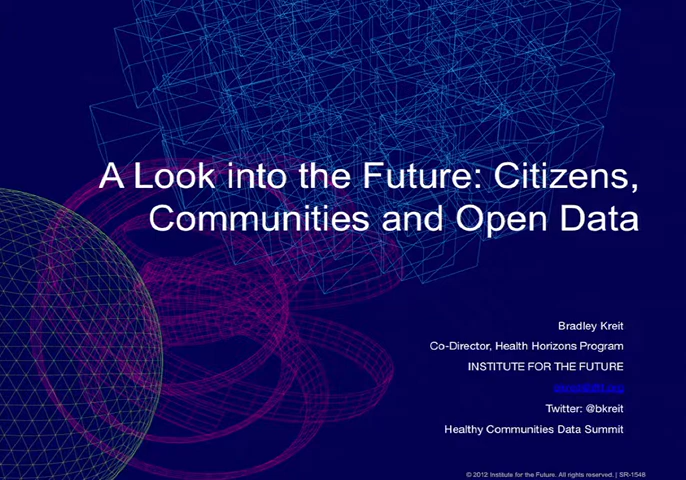 A Look into the Future: Citizens,
Communities and Open Data
Bradley Kreit
Co-Director, Health Horizons Program
INSTITUTE FOR THE FUTURE
Twitter: @bkreit
Healthy Communities Data Summit
© 2012 Institute for the Future. All rights reserved. | SR-1548